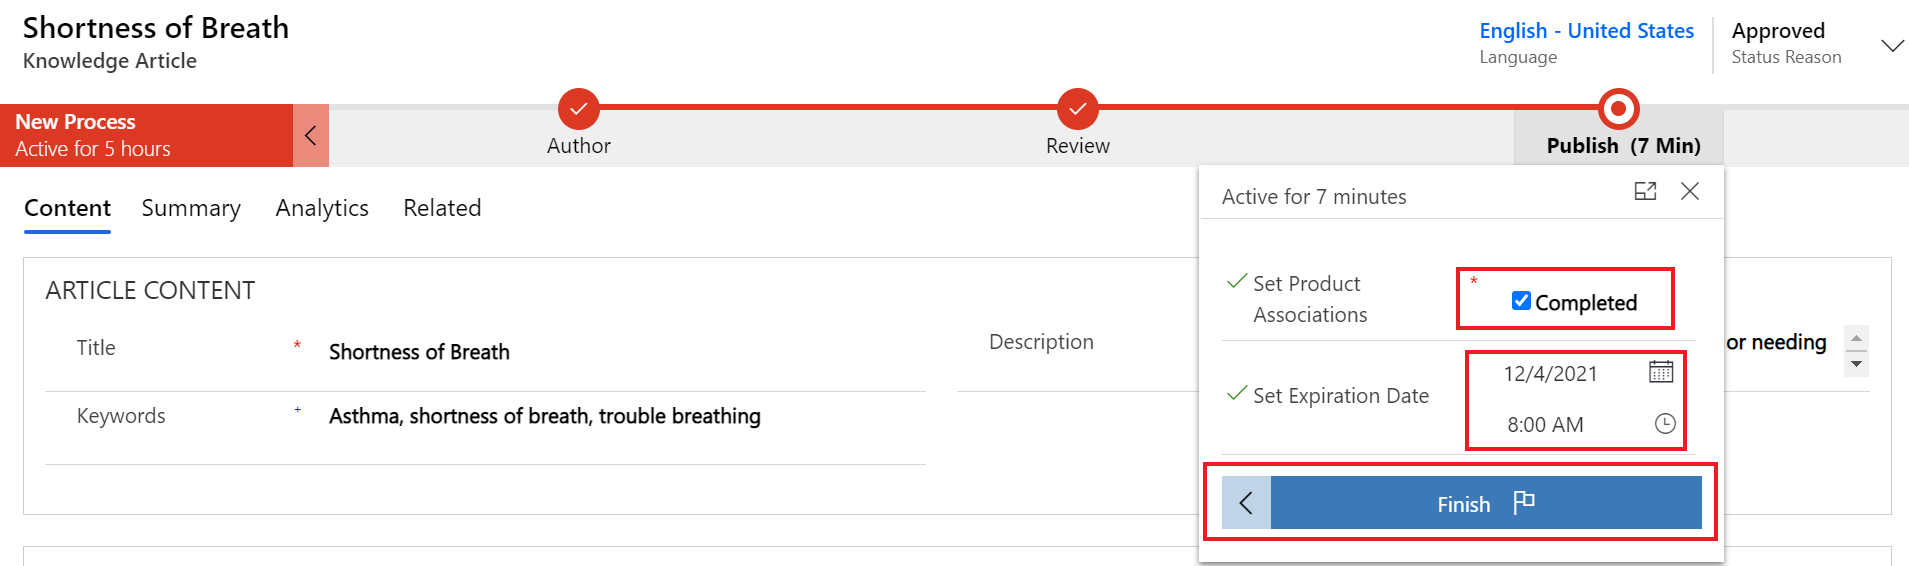 Shortness of Breath
Knowledge Article
English - United States
Language
Approved
Status Reason
New Process
Active for 5 hours
Author
Review
Publish (7 Min)
Content
Summary
Analytics
Related
Active for 7 minutes
ARTICLE CONTENT
Title
*
Shortness of Breath
Description
or needing
Keywords
+
Asthma, shortness of breath, trouble breathing
Set Product
Associations
*
Completed
Set Expiration Date
12/4/2021
8:00 AM
Finish